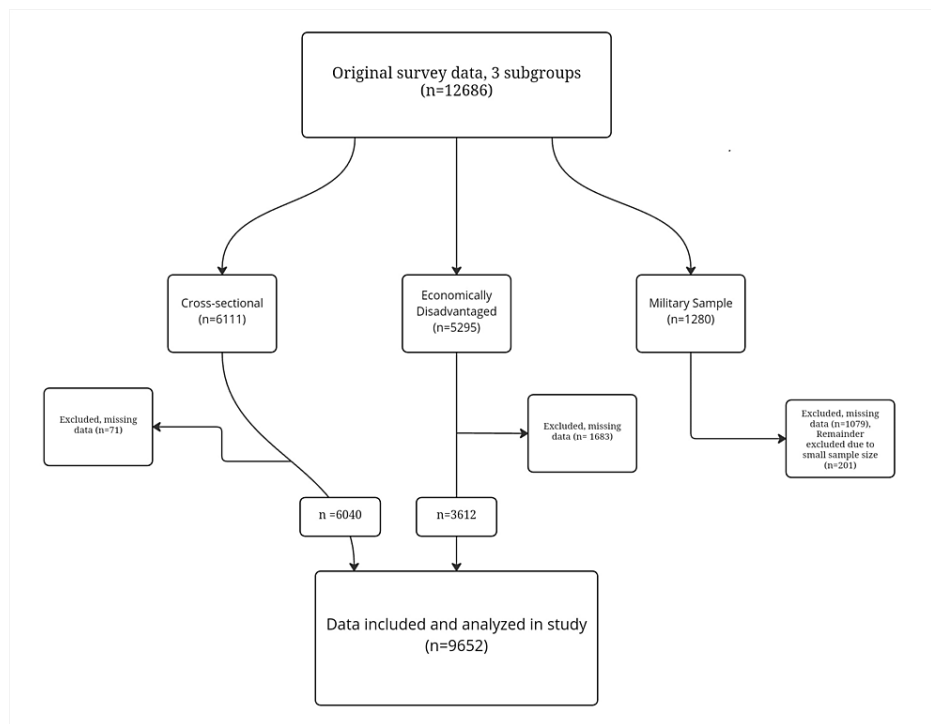 Original survey data, 3 subgroups
(n=12686)
Cross-sectional
(n=6111)
Economically
Disadvantaged
(n=5295)
Military Sample
(n=1280)
Excluded, missing
data (n=71)
Excluded, missing
data (n= 1683)
Excluded, missing
data (n=1079),
Remainder
excluded due to
small sample size
(n=201)
n =6040
n=3612
Data included and analyzed in study
(n=9652)